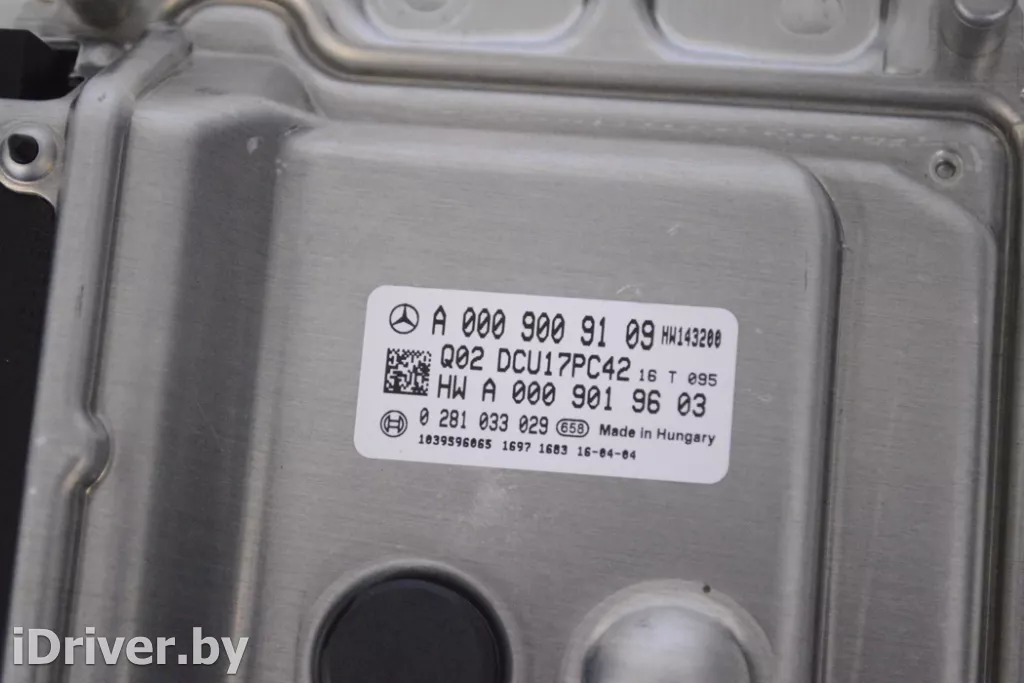 A 000 900 91 09 HW143200
Q02 DCU17PC42 16 T 095
HW A 000 901 96 03
0 281 033 029 658 Made in Hungary
1039S96065 1697 1683 16-04-04
iDriver.by